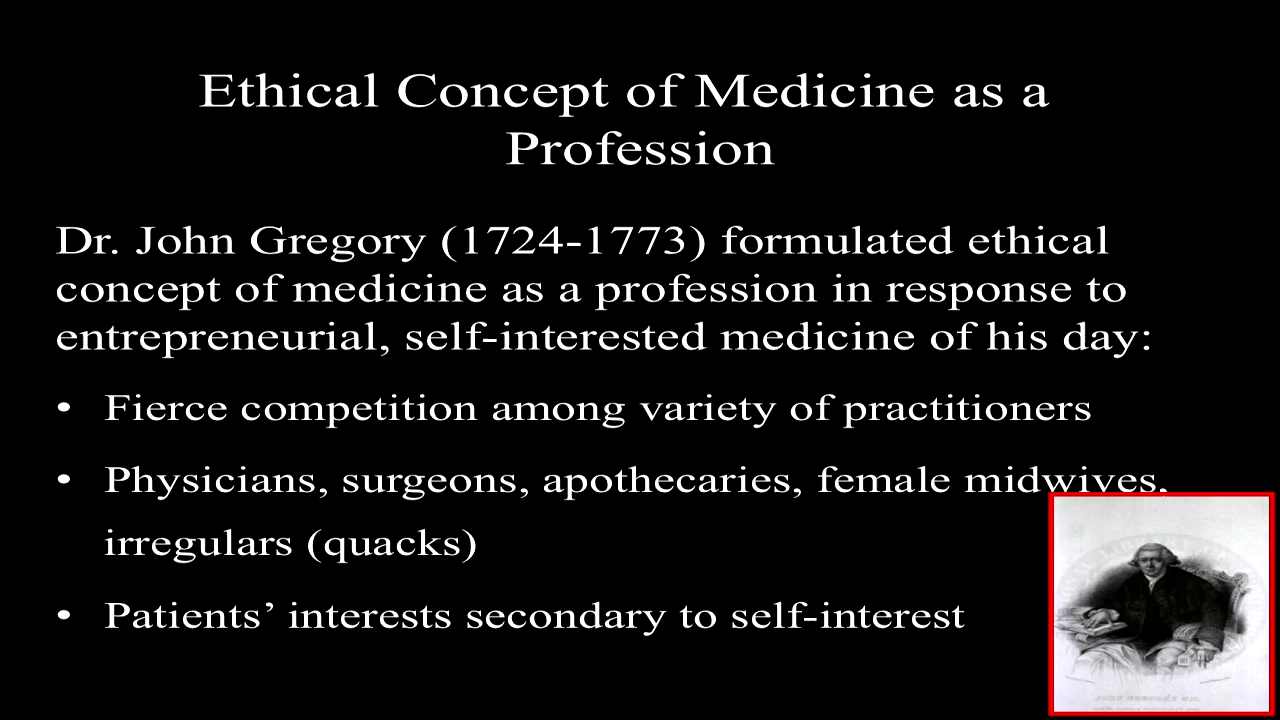 Ethical Concept of Medicine as a
Profession
Dr. John Gregory (1724-1773) formulated ethical
concept of medicine as a profession in response to
entrepreneurial, self-interested medicine of his day:
• Fierce competition among variety of practitioners
• Physicians, surgeons, apothecaries, female midwives,
irregulars (quacks)
• Patients’ interests secondary to self-interest
JOHN GREGORY M.D.